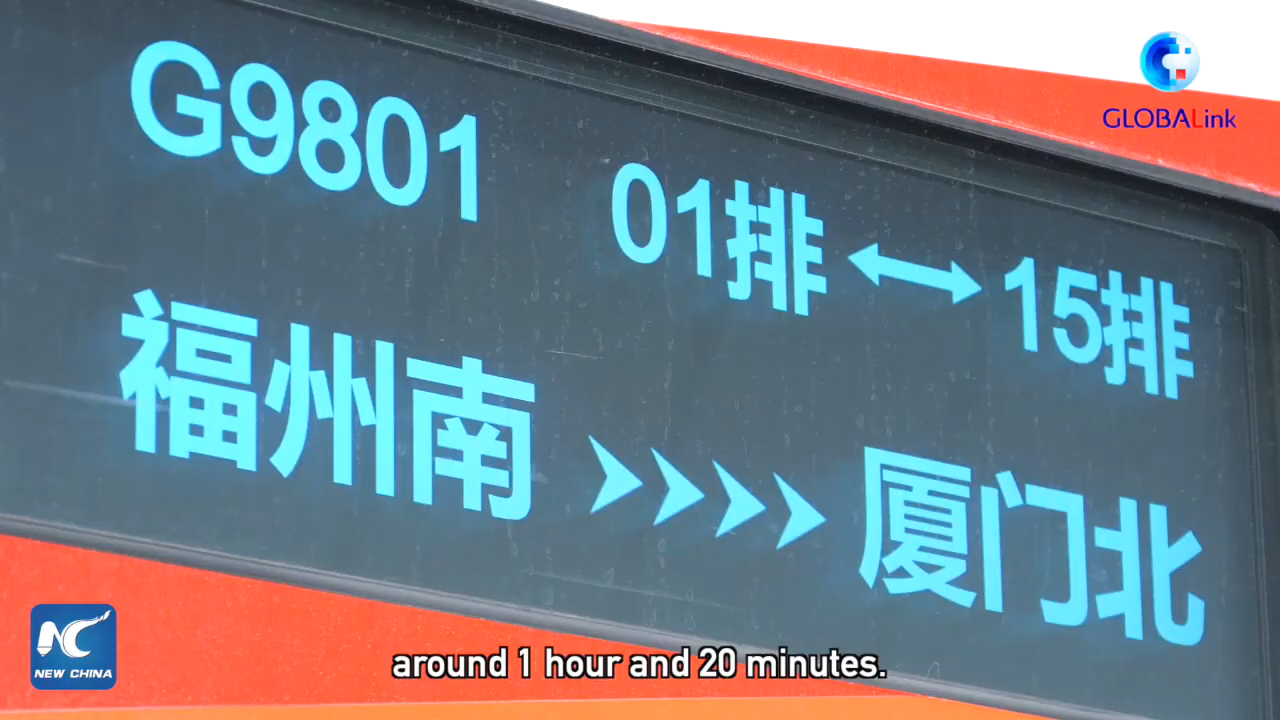 G9801 01排 ↔ 15排
福州南 >>>> 厦门北
GLOBALink
NC
NEW CHINA
around 1 hour and 20 minutes.